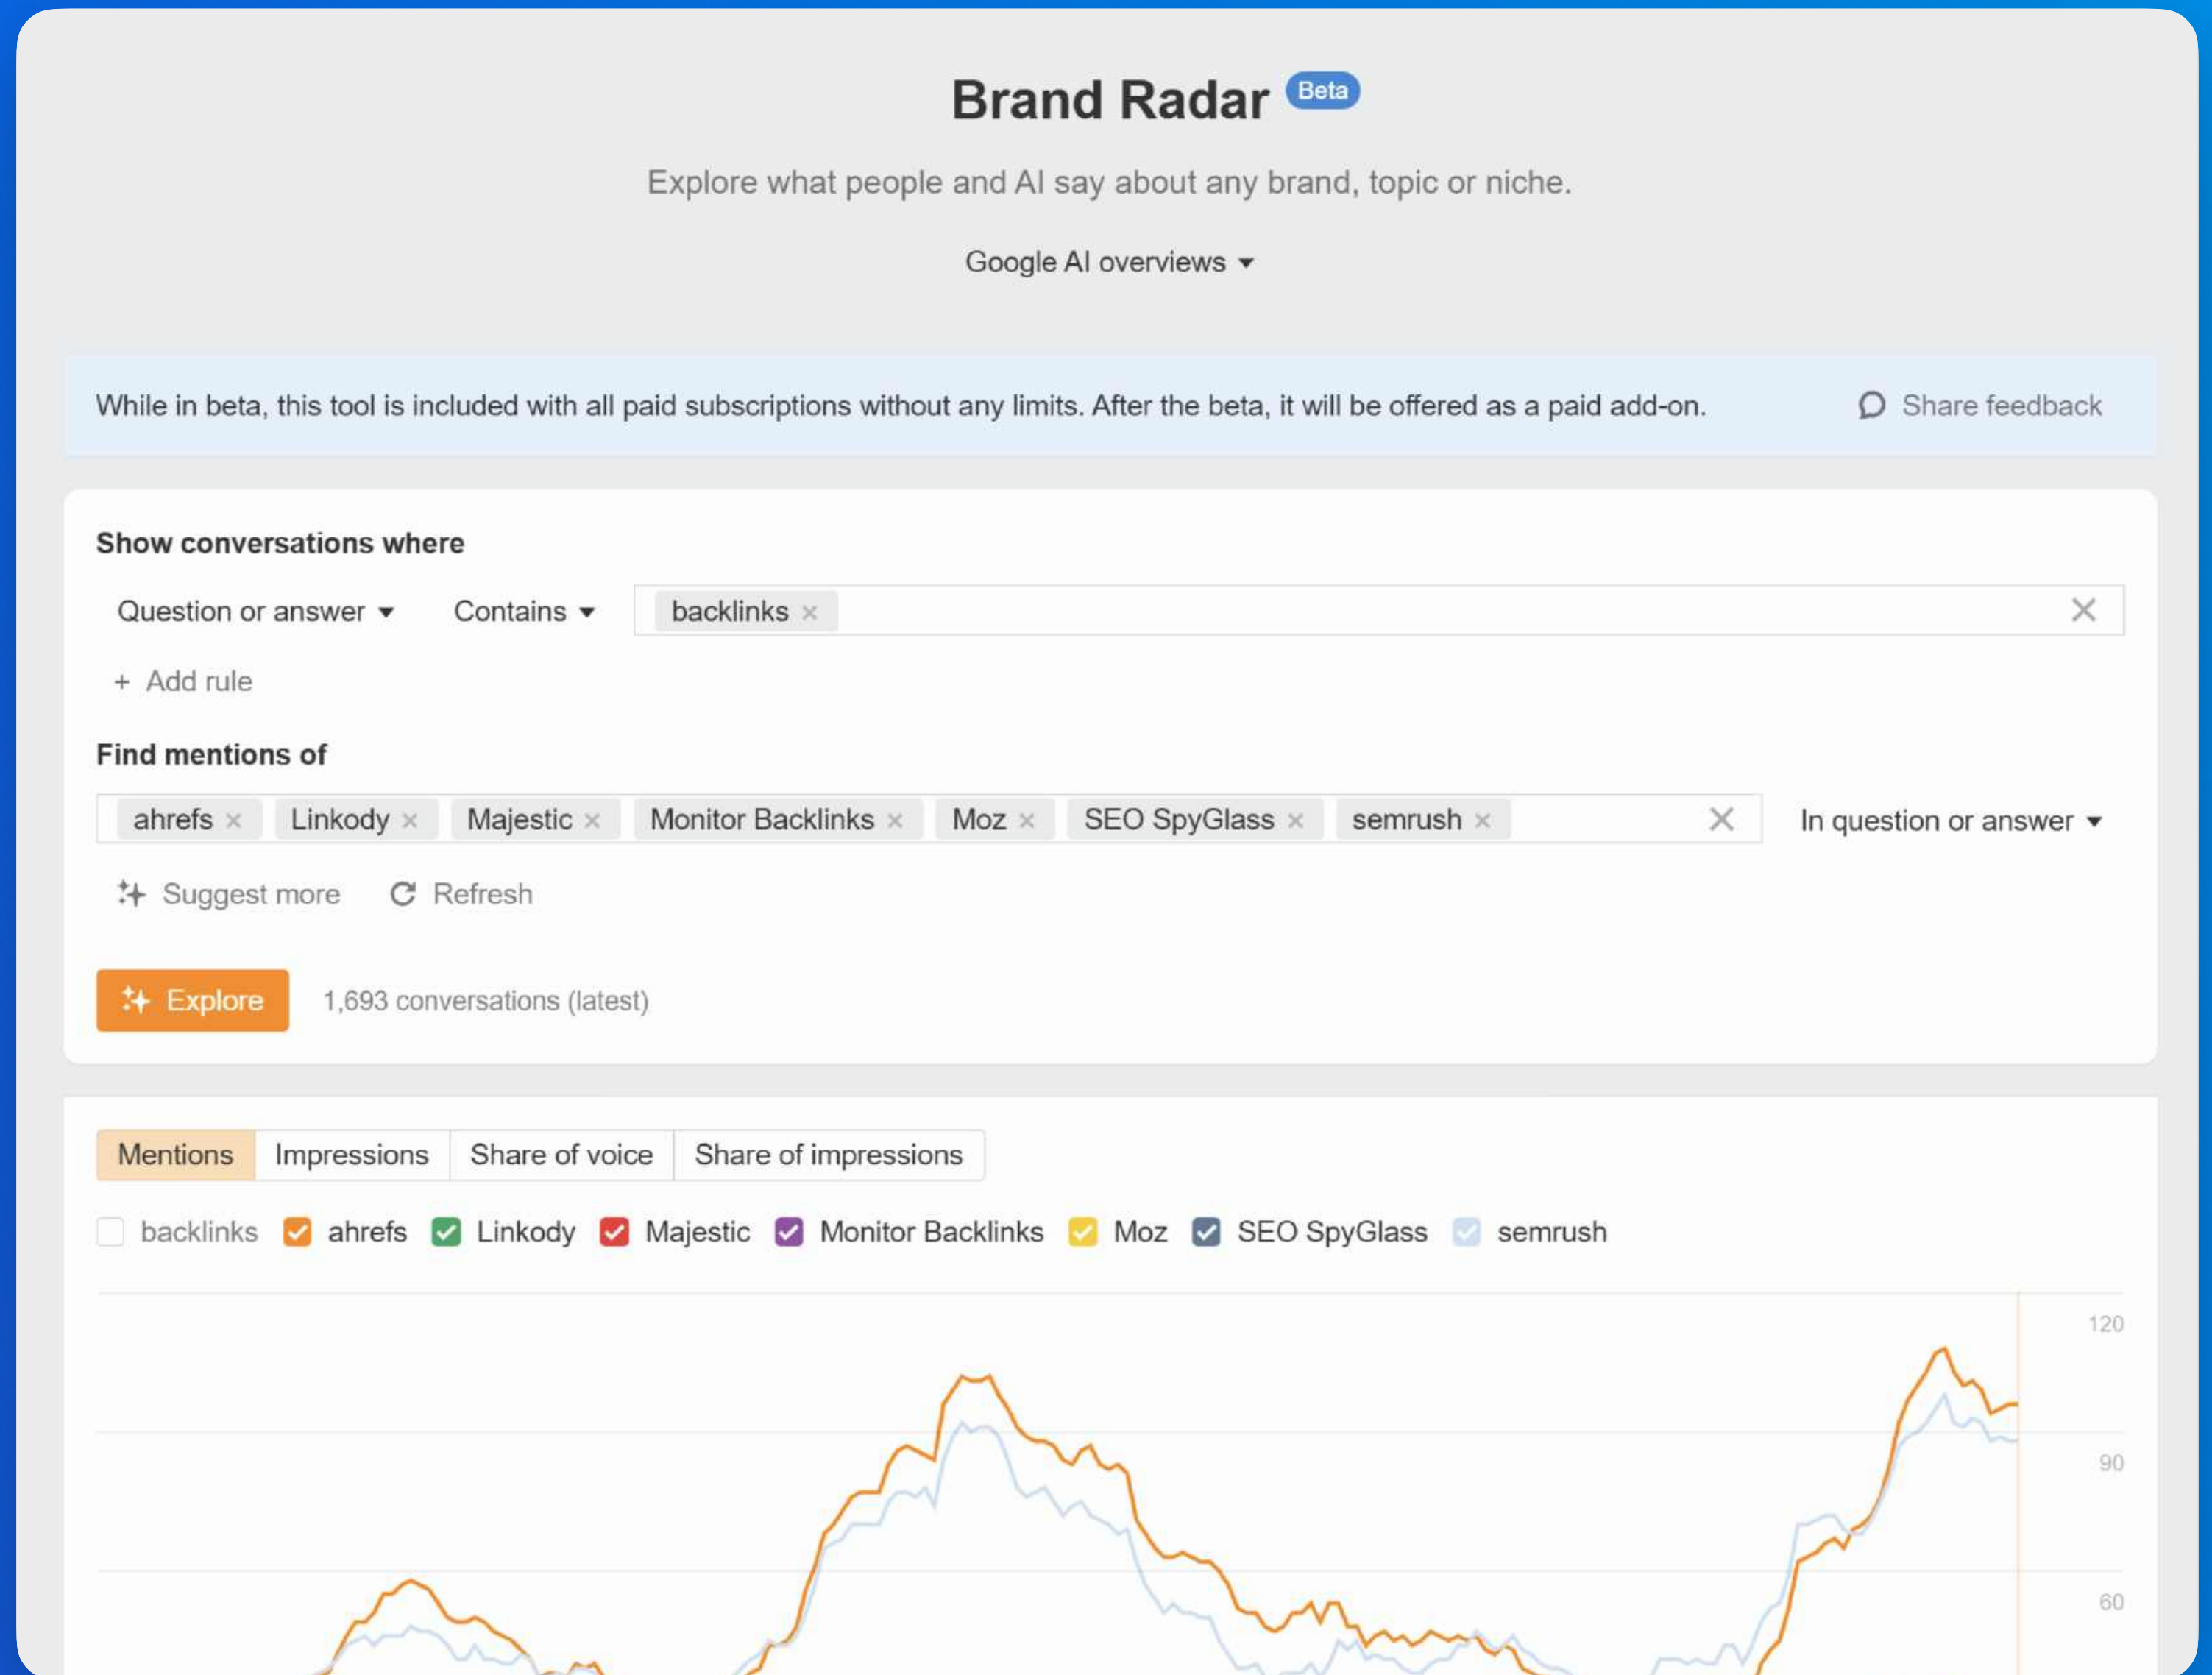 Brand Radar Beta
Explore what people and AI say about any brand, topic or niche.
Google AI overviews
While in beta, this tool is included with all paid subscriptions without any limits. After the beta, it will be offered as a paid add-on. Share feedback
Show conversations where
Question or answer Contains backlinks ×
+ Add rule
Find mentions of
ahrefs × Linkody × Majestic × Monitor Backlinks × Moz × SEO SpyGlass × semrush × In question or answer
Suggest more Refresh
Explore 1,693 conversations (latest)
Mentions Impressions Share of voice Share of impressions
backlinks ahrefs Linkody Majestic Monitor Backlinks Moz SEO SpyGlass semrush
120
90
60